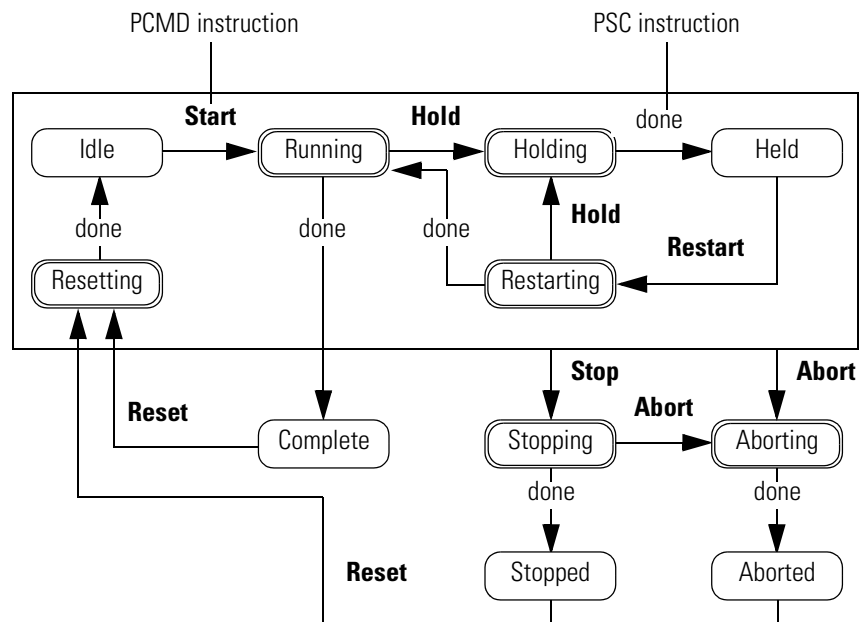 PCMD instruction
PSC instruction
Start
Hold
done
Idle
Running
Holding
Held
Hold
done
done
done
Restart
Resetting
Restarting
Stop
Abort
Reset
Abort
Complete
Stopping
Aborting
done
done
Reset
Stopped
Aborted